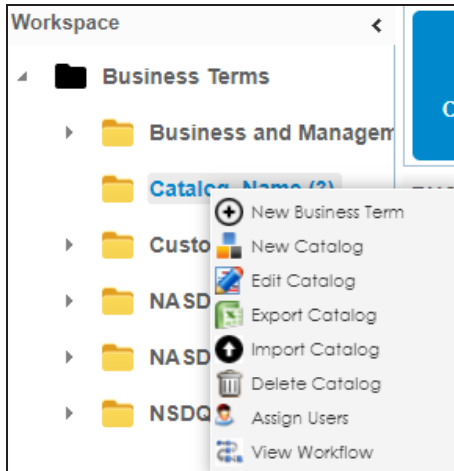 Workspace
Business Terms
Business and Managem
Catalog_Name (3)
New Business Term
Custo
New Catalog
Edit Catalog
NASD
Export Catalog
Import Catalog
NASD
Delete Catalog
NSDQ
Assign Users
View Workflow